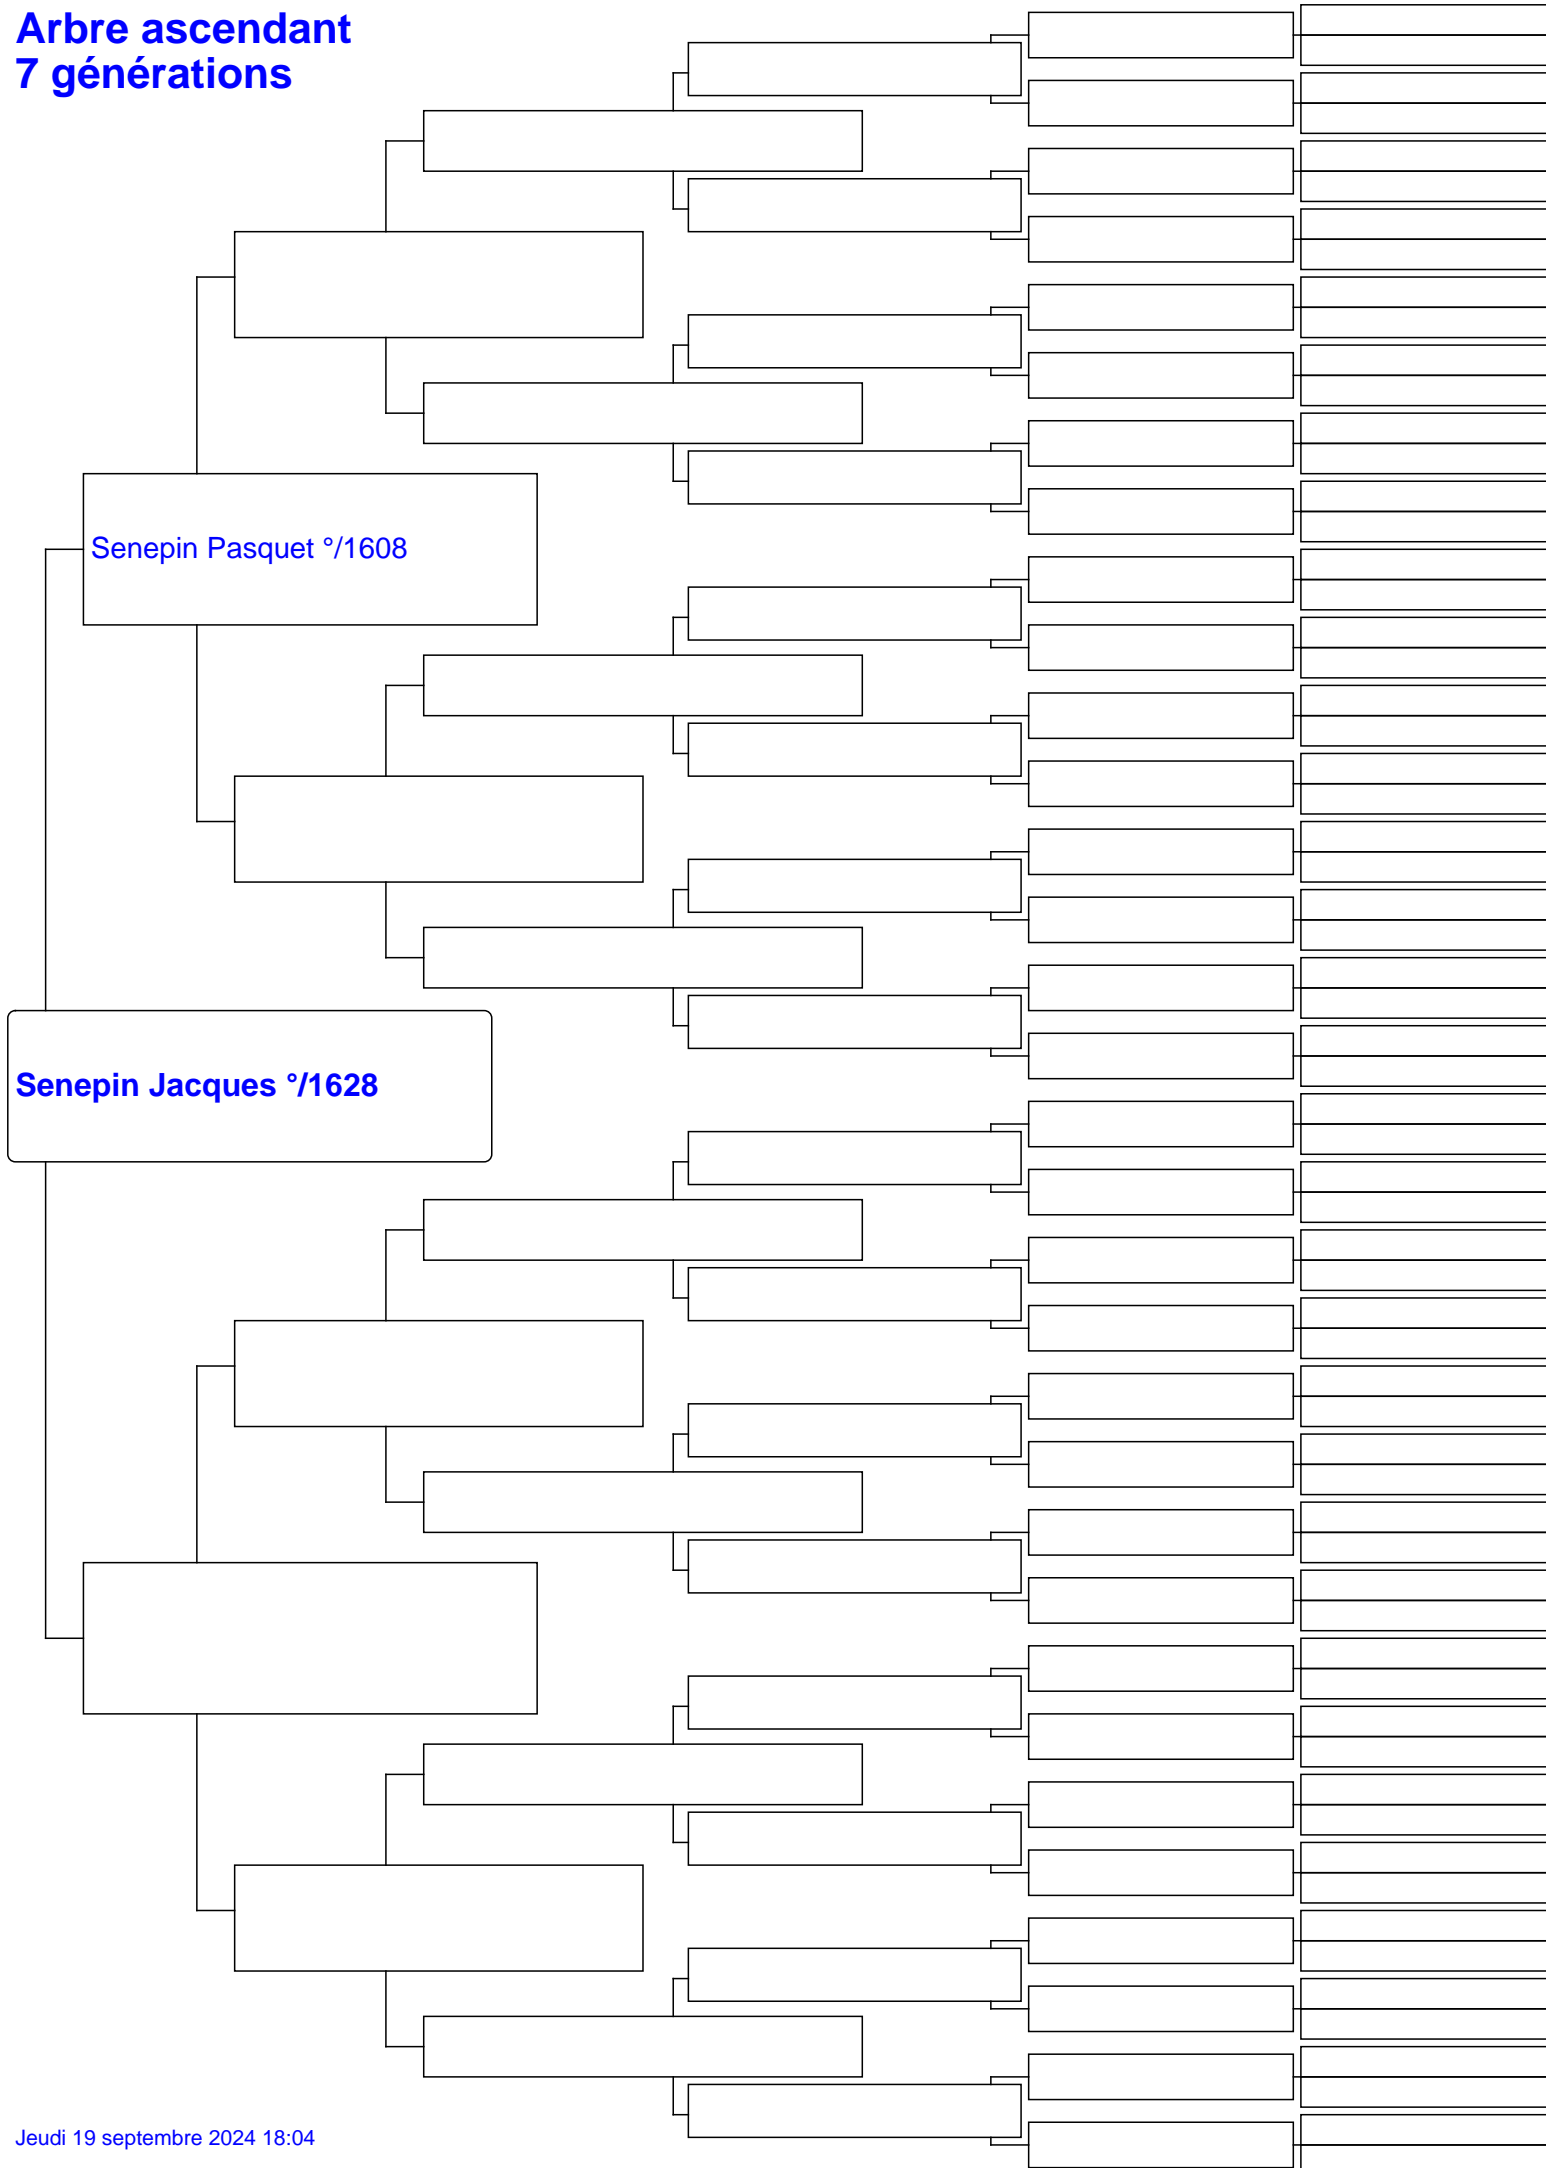 Arbre ascendant
7 générations
Senepin Pasquet °/1608
Senepin Jacques °/1628
Jeudi 19 septembre 2024 18:04